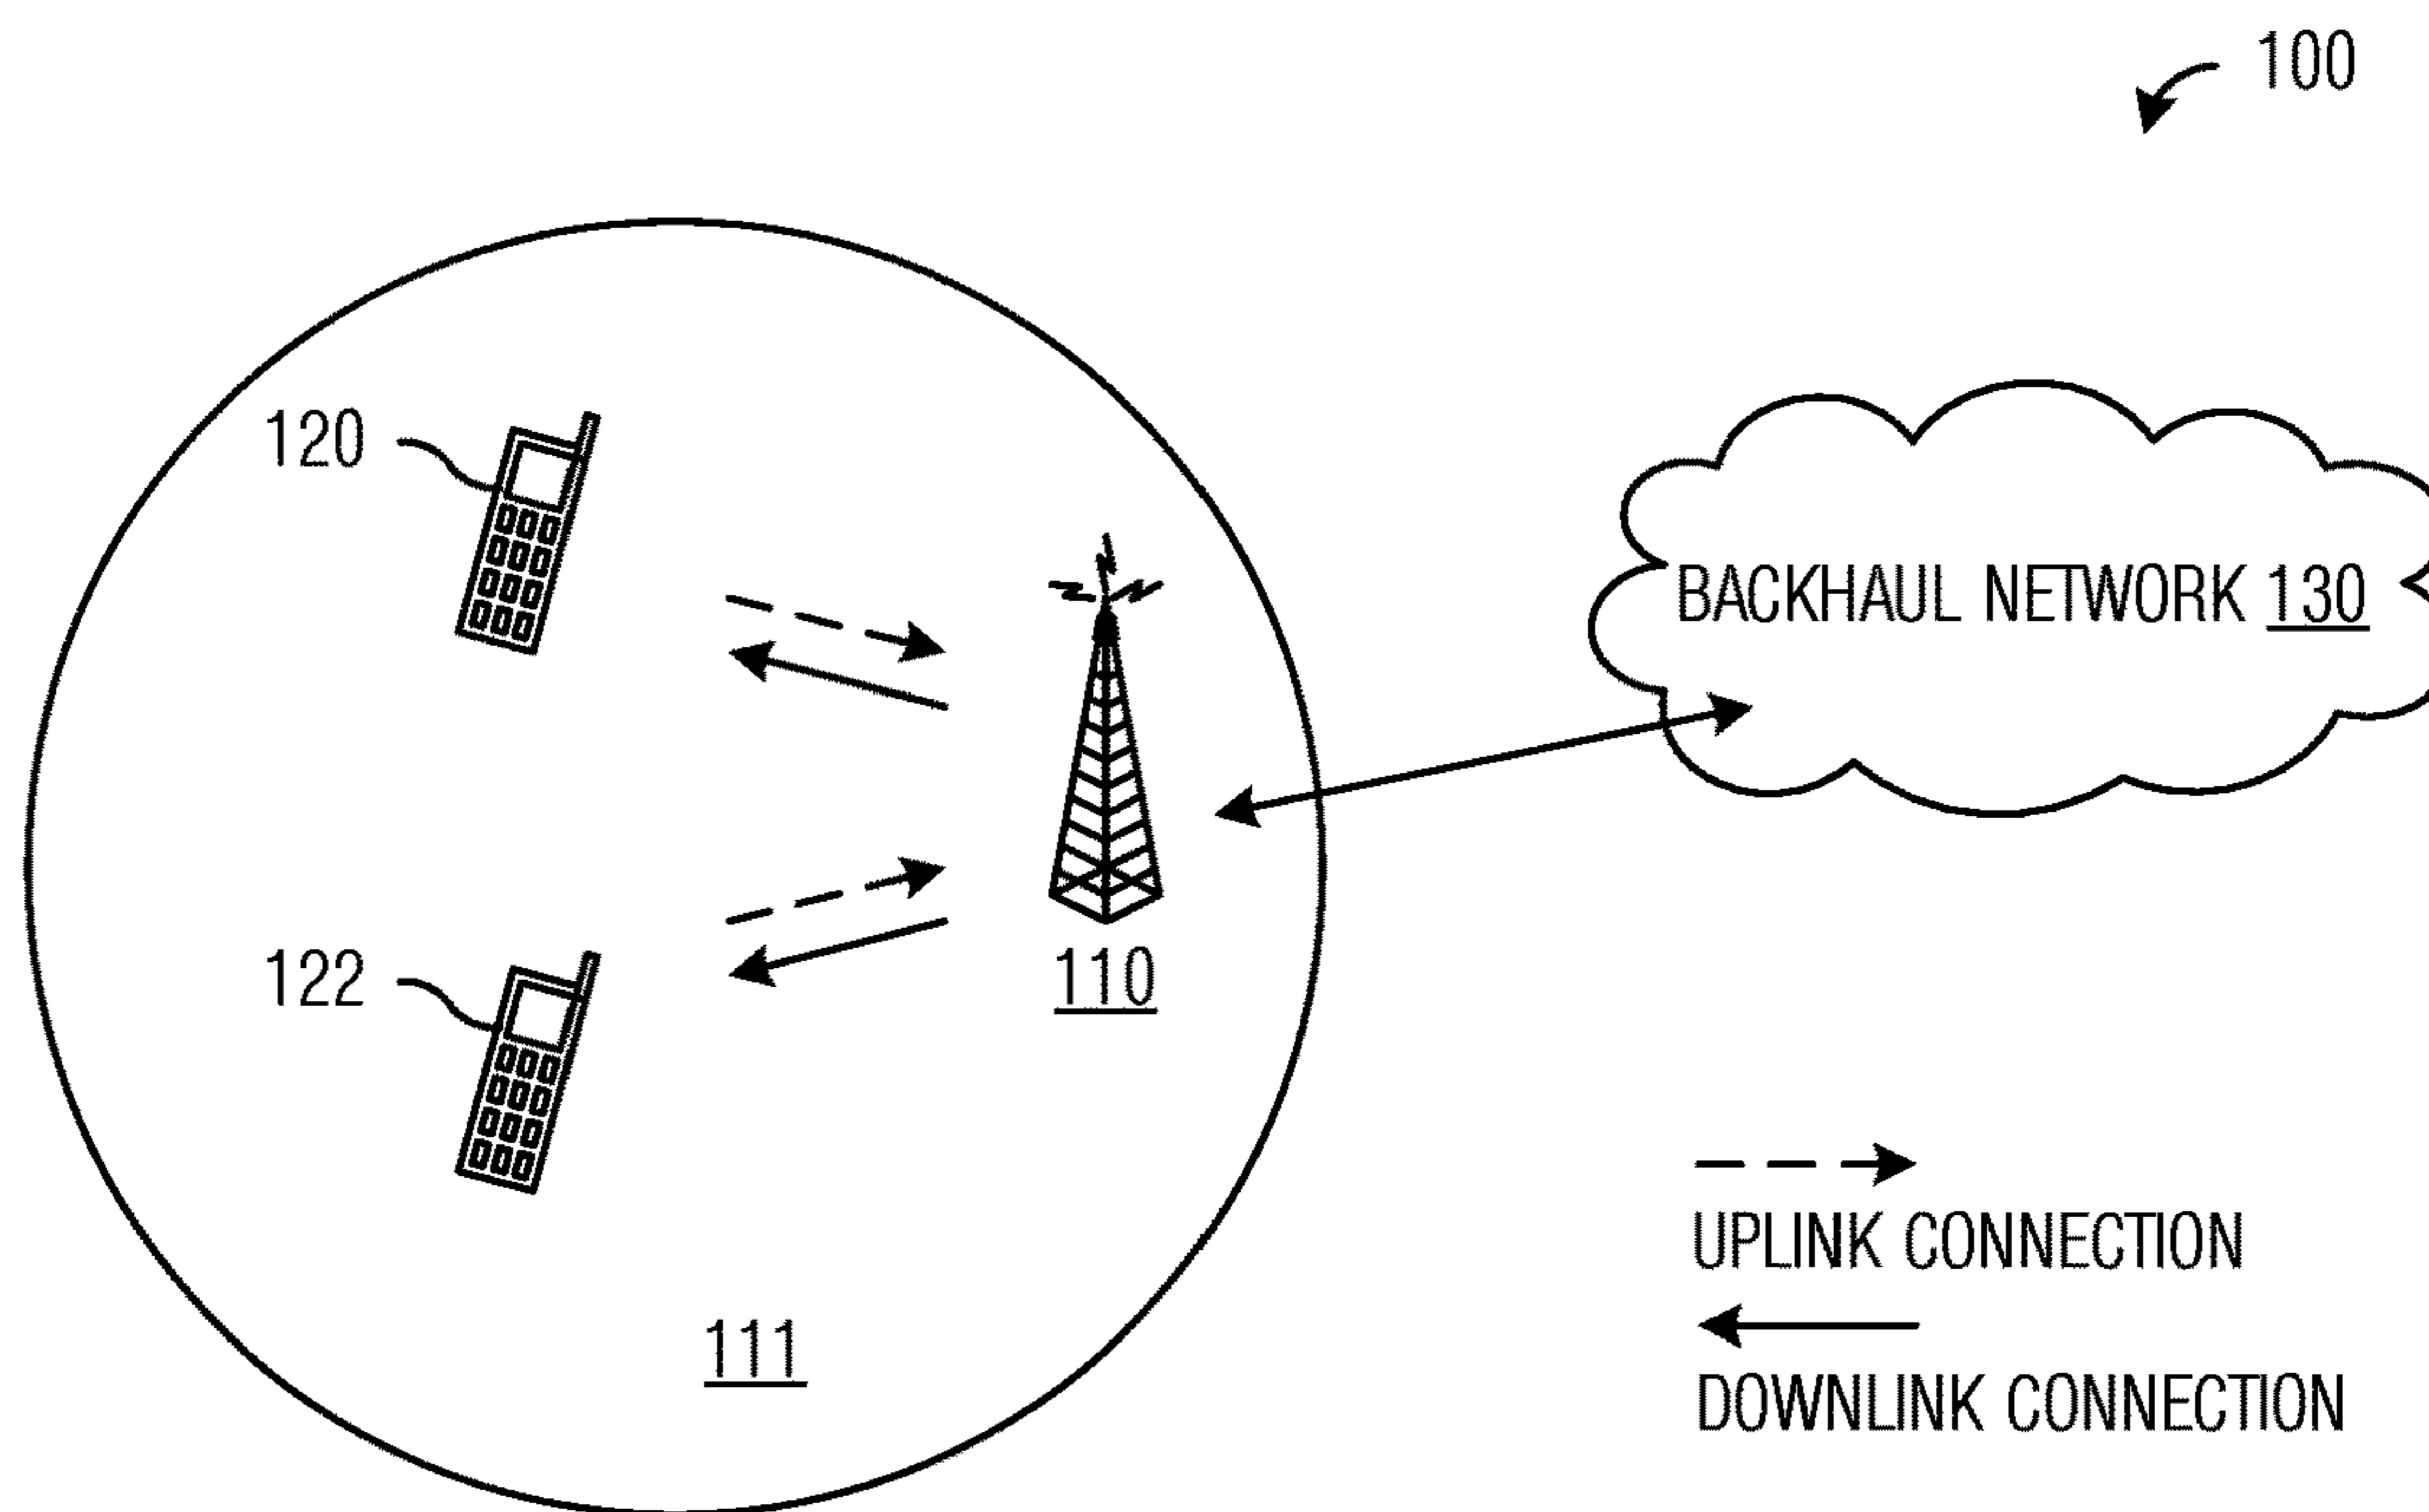 100
120
BACKHAUL NETWORK 130
122
110
UPLINK CONNECTION
111
DOWNLINK CONNECTION